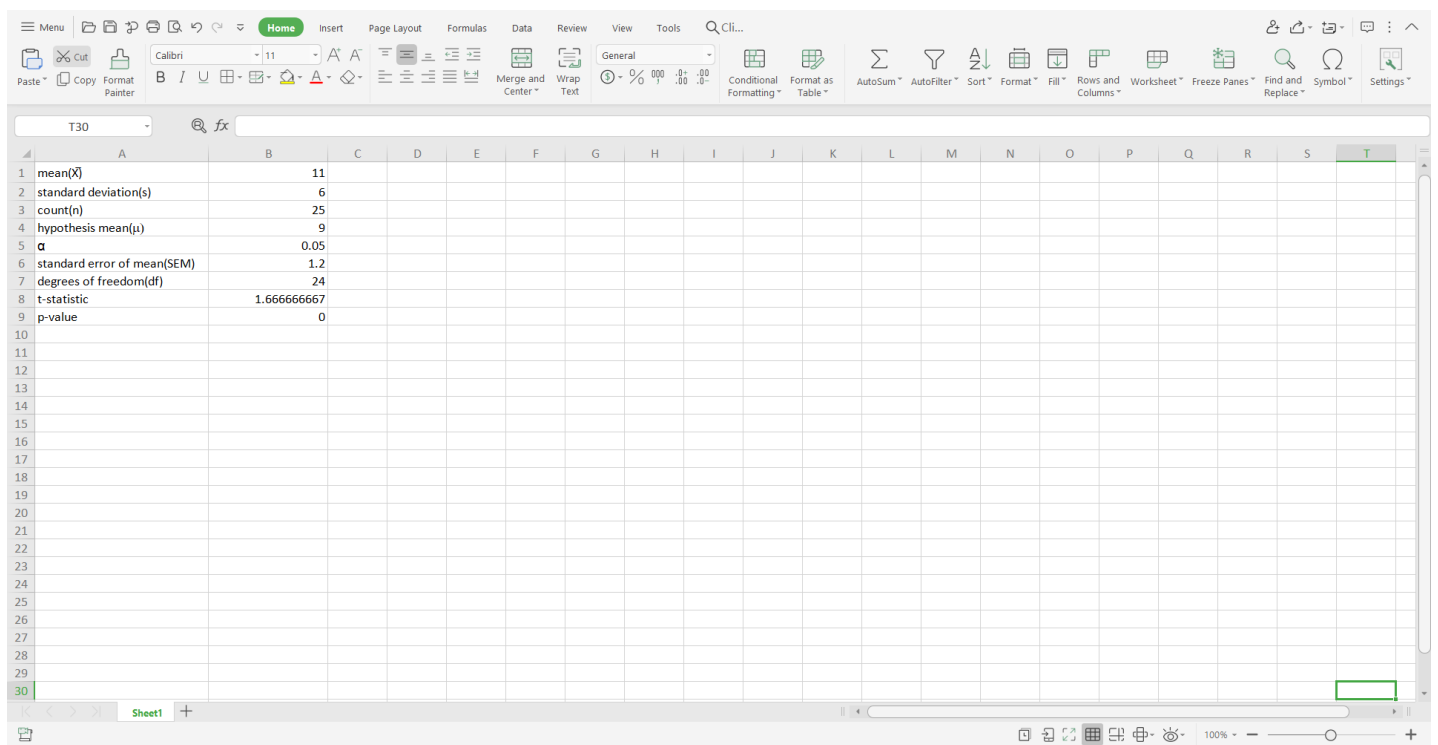 Menu Home Insert Page Layout Formulas Data Review View Tools Cli...
Cut Calibri 11 A+ A- General
Paste Copy Format Painter B I U A Merge and Center Wrap Text Conditional Formatting Format as Table AutoSum AutoFilter Sort Format Fill Rows and Columns Worksheet Freeze Panes Find and Replace Symbol Settings
T30 fx
A B C D E F G H I J K L M N O P Q R S T
1 mean(X̄) 11
2 standard deviation(s) 6
3 count(n) 25
4 hypothesis mean(μ) 9
5 α 0.05
6 standard error of mean(SEM) 1.2
7 degrees of freedom(df) 24
8 t-statistic 1.666666667
9 p-value 0
10
11
12
13
14
15
16
17
18
19
20
21
22
23
24
25
26
27
28
29
30
Sheet1
100%